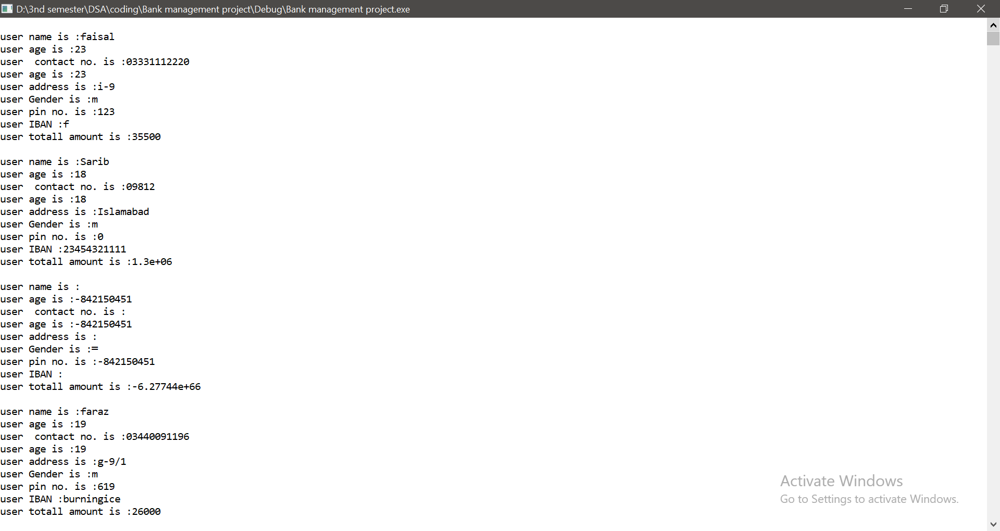 D:\3nd semester\DSA\coding\Bank management project\Debug\Bank management project.exe
user name is :faisal
user age is :23
user  contact no. is :03331112220
user age is :23
user address is :i-9
user Gender is :m
user pin no. is :123
user IBAN :f
user totall amount is :35500
user name is :Sarib
user age is :18
user  contact no. is :09812
user age is :18
user address is :Islamabad
user Gender is :m
user pin no. is :0
user IBAN :23454321111
user totall amount is :1.3e+06
user name is :
user age is :-842150451
user  contact no. is :
user age is :-842150451
user address is :
user Gender is :=
user pin no. is :-842150451
user IBAN :
user totall amount is :-6.27744e+66
user name is :faraz
user age is :19
user  contact no. is :03440091196
user age is :19
user address is :g-9/1
user Gender is :m
user pin no. is :619
user IBAN :burningice
user totall amount is :26000
Activate Windows
Go to Settings to activate Windows.